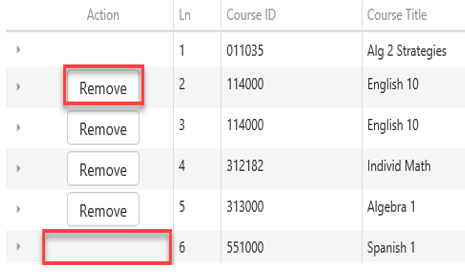 Action Ln Course ID Course Title
1 011035 Alg 2 Strategies
Remove 2 114000 English 10
Remove 3 114000 English 10
Remove 4 312182 Individ Math
Remove 5 313000 Algebra 1
6 551000 Spanish 1